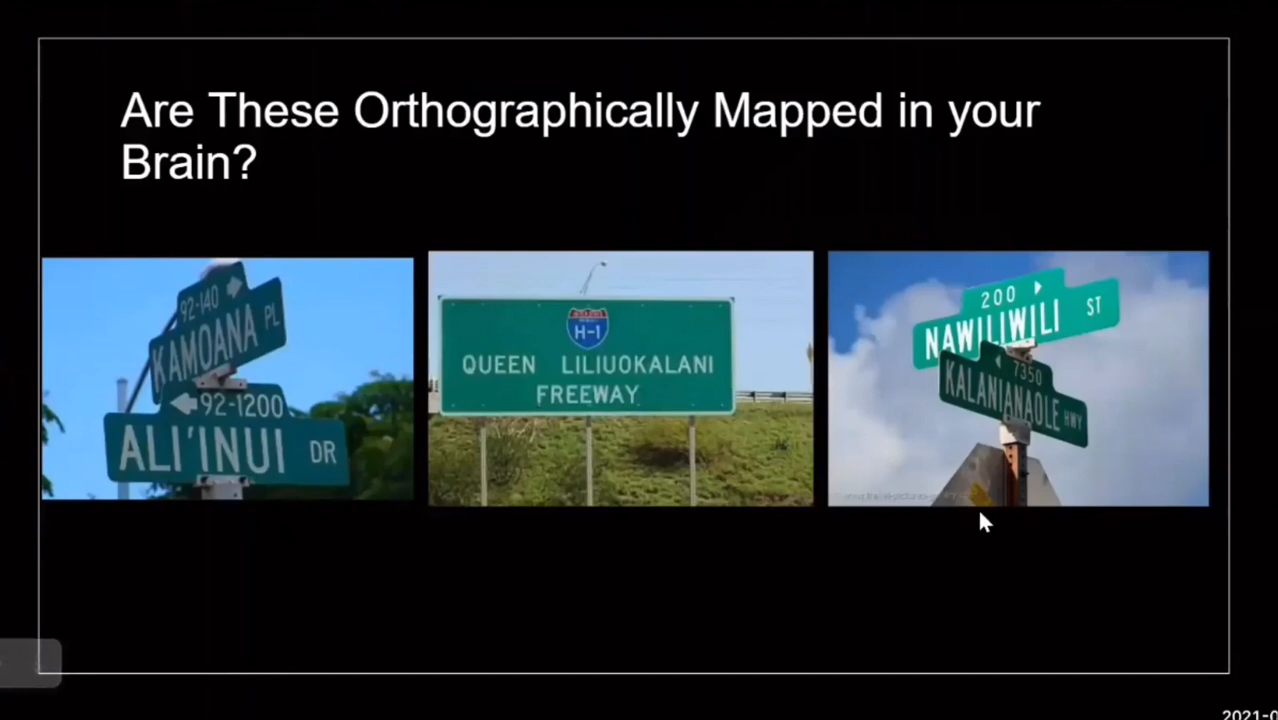 Are These Orthographically Mapped in your
Brain?
92-140
KAMOANA PL
92-1200
ALI'INUI DR
H-1
QUEEN LILIUOKALANI
FREEWAY
200
NAWILIWILI ST
7350
KALANIANAOLE HWY